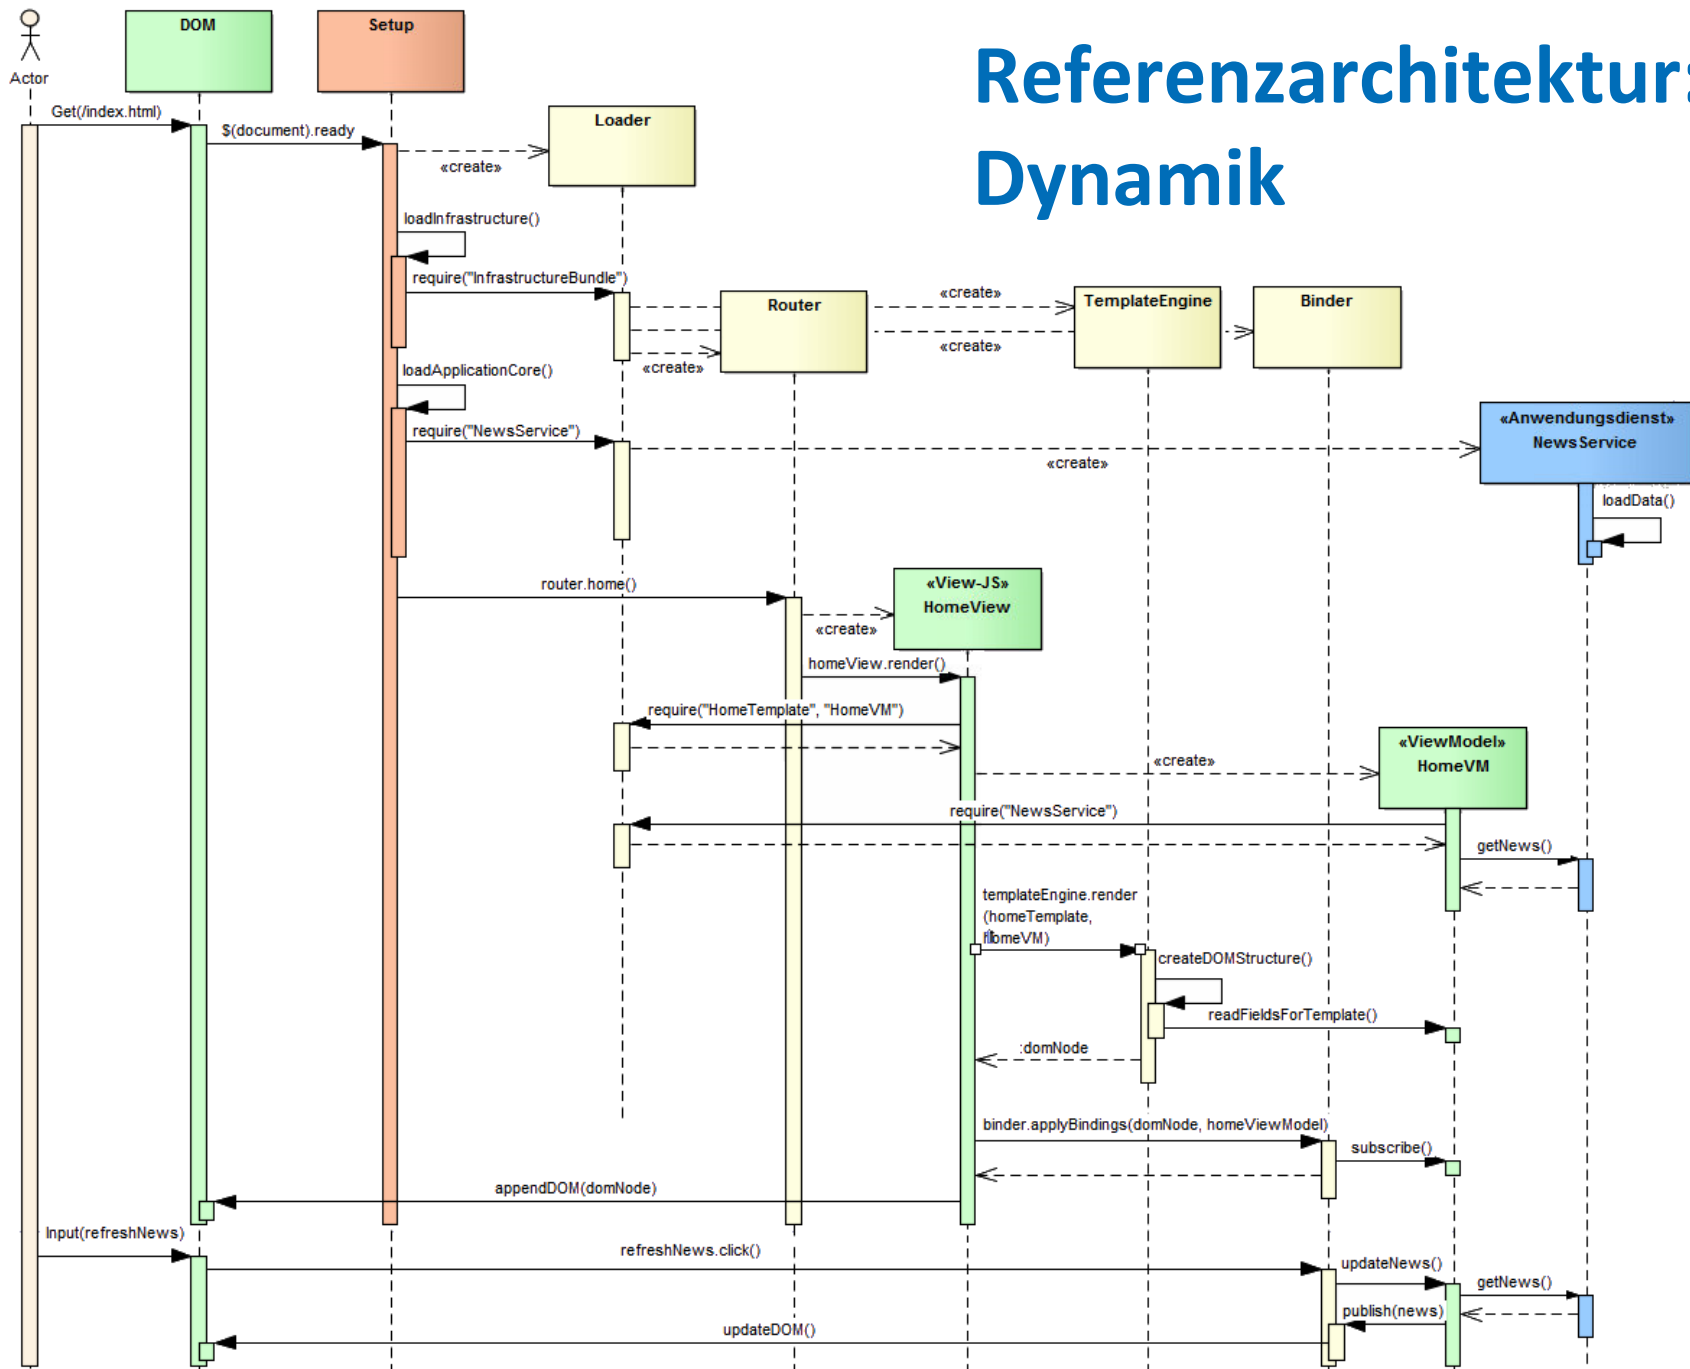 DOM
Setup
Referenzarchitektur:
Dynamik
Actor
Get(/index.html)
$(document).ready
Loader
«create»
loadInfrastructure()
require("InfrastructureBundle")
Router
«create»
TemplateEngine
Binder
«create»
«create»
loadApplicationCore()
require("NewsService")
«Anwendungsdienst»
NewsService
«create»
loadData()
router.home()
«View-JS»
HomeView
«create»
homeView.render()
require("HomeTemplate", "HomeVM")
«ViewModel»
HomeVM
«create»
require("NewsService")
getNews()
templateEngine.render
(homeTemplate,
homeVM)
createDOMStructure()
readFieldsForTemplate()
:domNode
binder.applyBindings(domNode, homeViewModel)
subscribe()
appendDOM(domNode)
Input(refreshNews)
refreshNews.click()
updateNews()
getNews()
publish(news)
updateDOM()